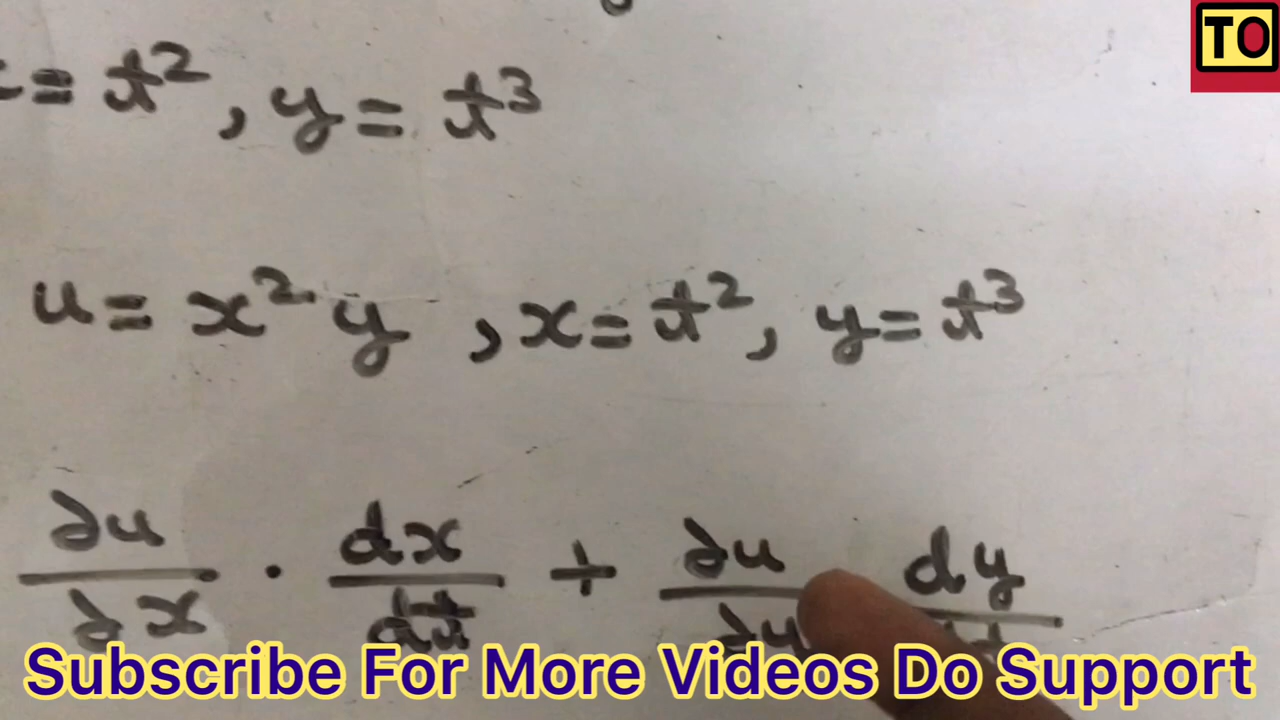 TO
= t², y = t³
u = x²y, x = t², y = t³
∂u/∂x · dx/dt + ∂u/∂y dy/dt
Subscribe For More Videos Do Support